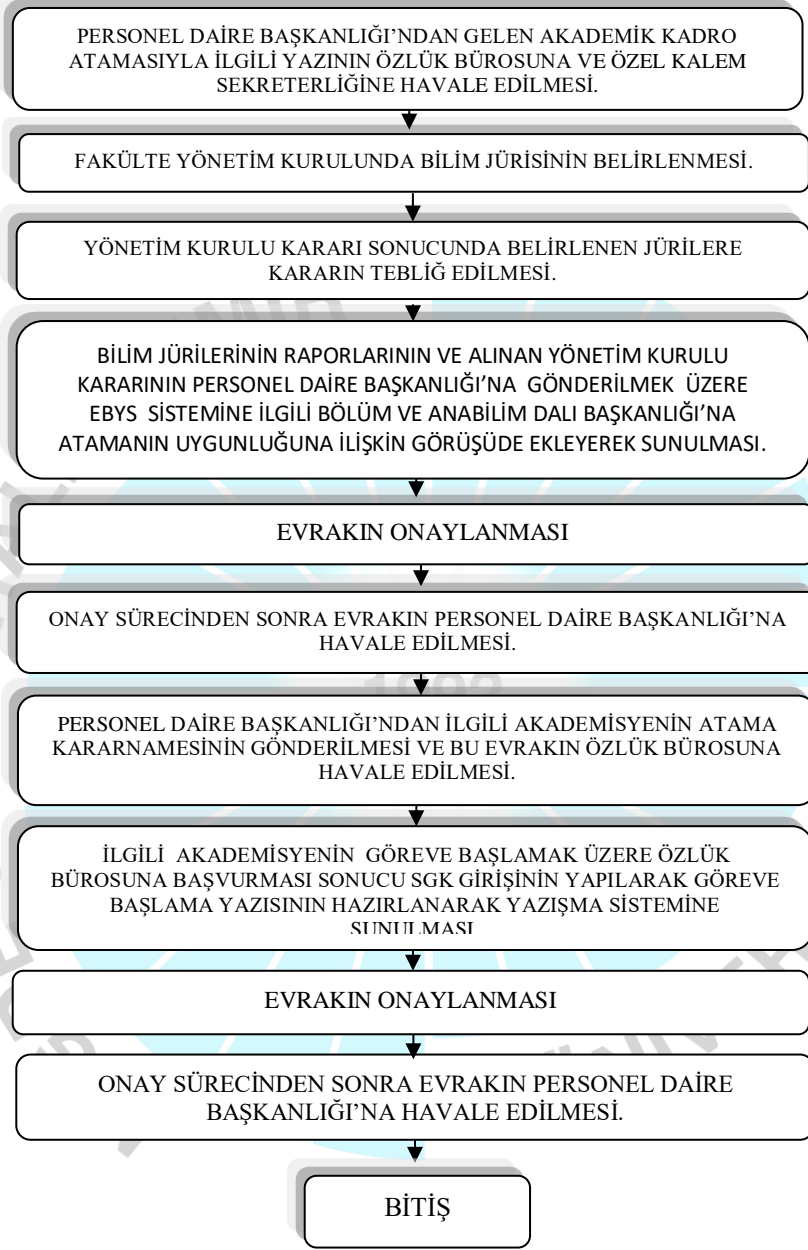 PERSONEL DAİRE BAŞKANLIĞI’NDAN GELEN AKADEMİK KADRO
ATAMASIYLA İLGİLİ YAZININ ÖZLÜK BÜROSUNA VE ÖZEL KALEM
SEKRETERLİĞİNE HAVALE EDİLMESİ.
FAKÜLTE YÖNETİM KURULUNDA BİLİM JÜRİSİNİN BELİRLENMESİ.
YÖNETİM KURULU KARARI SONUCUNDA BELİRLENEN JÜRİLERE
KARARIN TEBLİĞ EDİLMESİ.
BİLİM JÜRİLERİNİN RAPORLARININ VE ALINAN YÖNETİM KURULU
KARARININ PERSONEL DAİRE BAŞKANLIĞI’NA GÖNDERİLMEK ÜZERE
EBYS SİSTEMİNE İLGİLİ BÖLÜM VE ANABİLİM DALI BAŞKANLIĞI’NA
ATAMANIN UYGUNLUĞUNA İLİŞKİN GÖRÜŞÜDE EKLEYEREK SUNULMASI.
EVRAKIN ONAYLANMASI
ONAY SÜRECİNDEN SONRA EVRAKIN PERSONEL DAİRE BAŞKANLIĞI’NA
HAVALE EDİLMESİ.
1992
PERSONEL DAİRE BAŞKANLIĞI’NDAN İLGİLİ AKADEMİSYENİN ATAMA
KARARNAMESİNİN GÖNDERİLMESİ VE BU EVRAKIN ÖZLÜK BÜROSUNA
HAVALE EDİLMESİ.
İLGİLİ AKADEMİSYENİN GÖREVE BAŞLAMAK ÜZERE ÖZLÜK
BÜROSUNA BAŞVURMASI SONUCU SGK GİRİŞİNİN YAPILARAK GÖREVE
BAŞLAMA YAZISININ HAZIRLANARAK YAZIŞMA SİSTEMİNE
SUNULMASI
EVRAKIN ONAYLANMASI
ONAY SÜRECİNDEN SONRA EVRAKIN PERSONEL DAİRE
BAŞKANLIĞI’NA HAVALE EDİLMESİ.
BİTİŞ